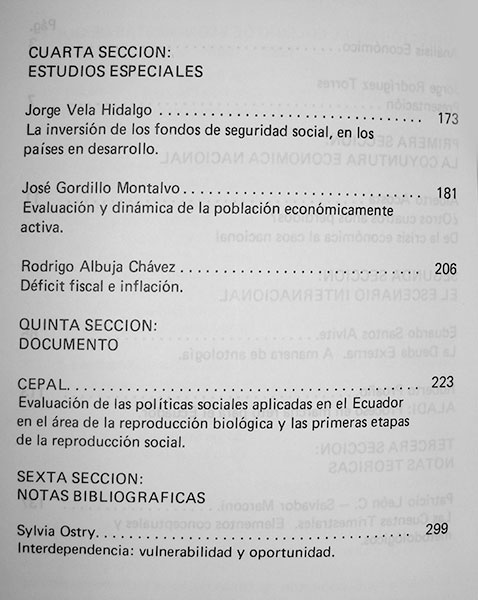 CUARTA SECCION:
ESTUDIOS ESPECIALES
Jorge Vela Hidalgo . . . . . . . . . . . . . . . . . . . . . . . . . 173
La inversión de los fondos de seguridad social, en los
países en desarrollo.
José Gordillo Montalvo . . . . . . . . . . . . . . . . . . . . . . . 181
Evaluación y dinámica de la población económicamente
activa.
Rodrigo Albuja Chávez . . . . . . . . . . . . . . . . . . . . . . . 206
Déficit fiscal e inflación.
QUINTA SECCION:
DOCUMENTO
CEPAL. . . . . . . . . . . . . . . . . . . . . . . . . . . . . . . . . . 223
Evaluación de las políticas sociales aplicadas en el Ecuador
en el área de la reproducción biológica y las primeras etapas
de la reproducción social.
SEXTA SECCION:
NOTAS BIBLIOGRAFICAS
Sylvia Ostry. . . . . . . . . . . . . . . . . . . . . . . . . . . . . . 299
Interdependencia: vulnerabilidad y oportunidad.